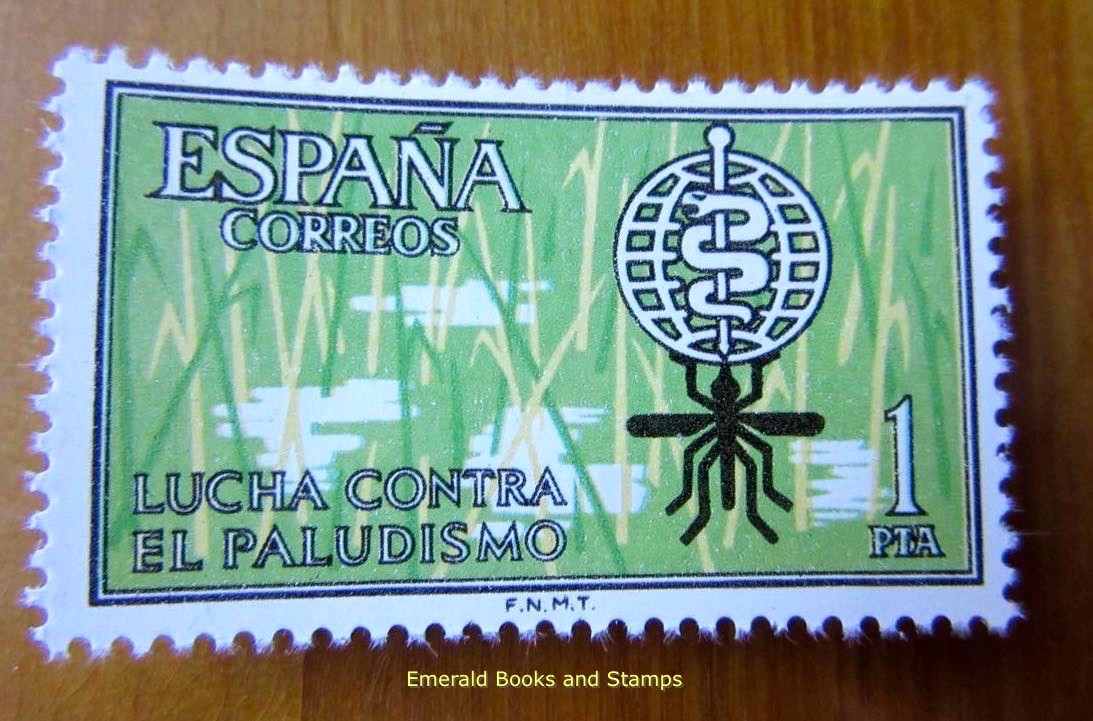 ESPAÑA
CORREOS
LUCHA CONTRA
EL PALUDISMO
1
PTA
F.N.M.T.
Emerald Books and Stamps